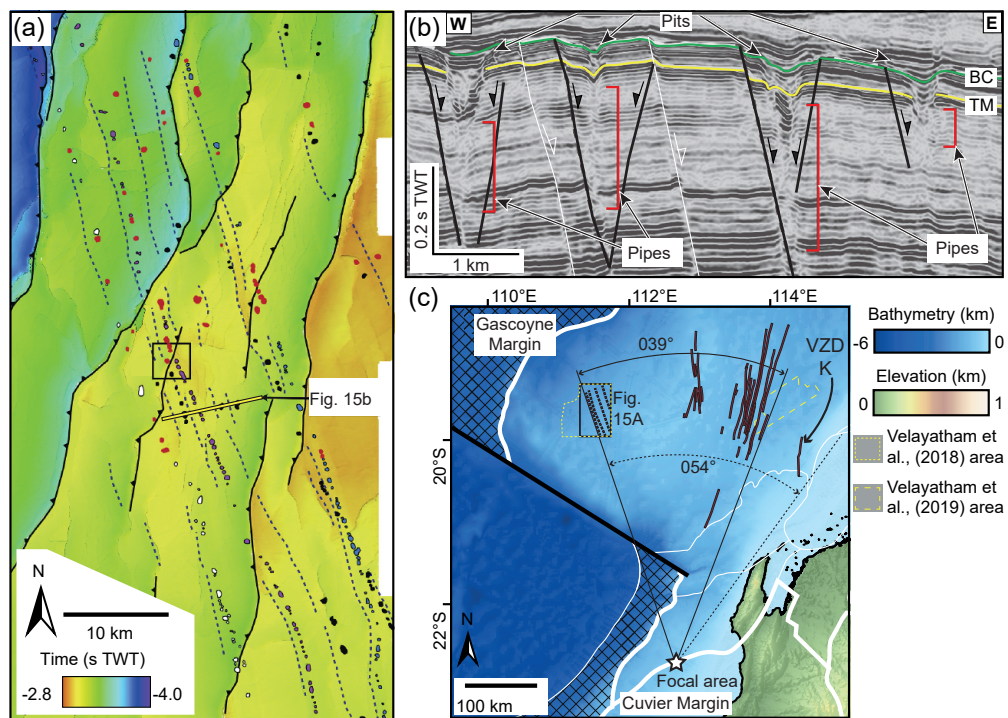 (a)
Fig. 15b
N
10 km
Time (s TWT)
-2.8
-4.0
(b)
W
Pits
E
BC
TM
0.2 s TWT
1 km
Pipes
Pipes
(c)
110°E
112°E
114°E
Gascoyne
Margin
039°
VZD
K
Fig.
15A
054°
20°S
22°S
N
100 km
Focal area
Cuvier Margin
Bathymetry (km)
-6
0
Elevation (km)
0
1
Velayatham et
al., (2018) area
Velayatham
et al., (2019) area